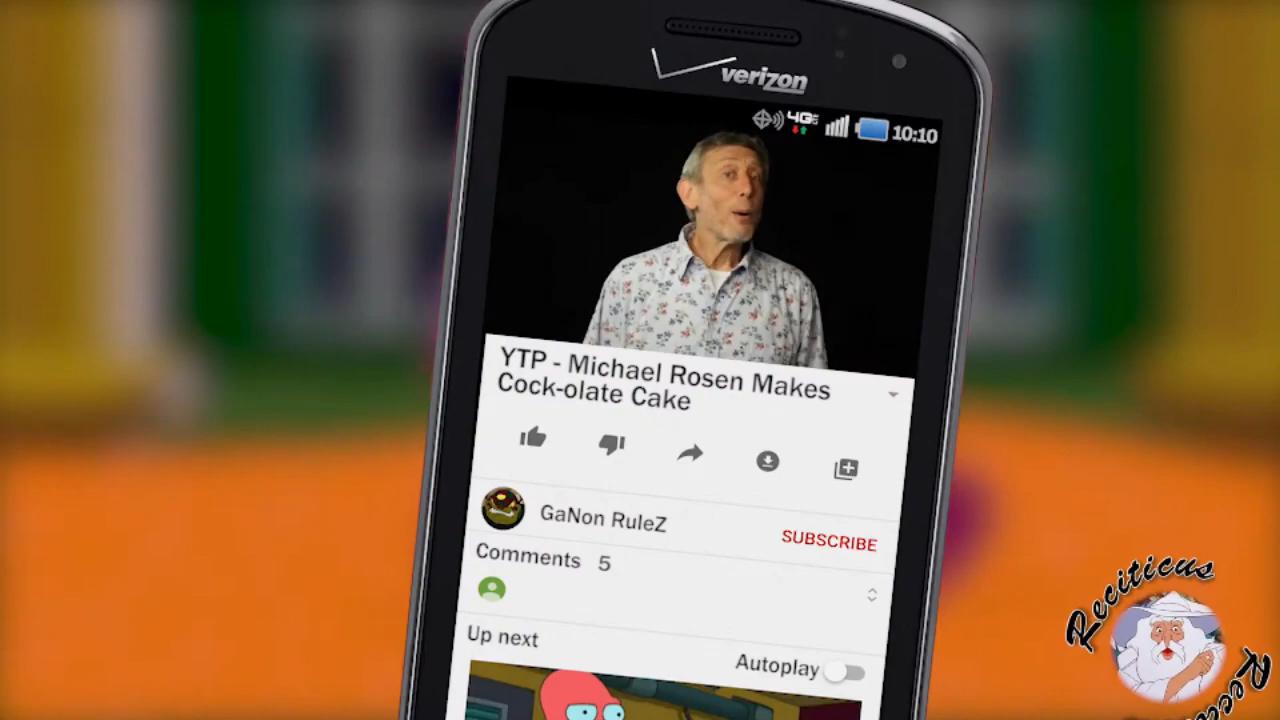 verizon
4G LTE
10:10
YTP - Michael Rosen Makes
Cock-olate Cake
GaNon RuleZ
SUBSCRIBE
Comments 5
Up next
Autoplay
Reciticus